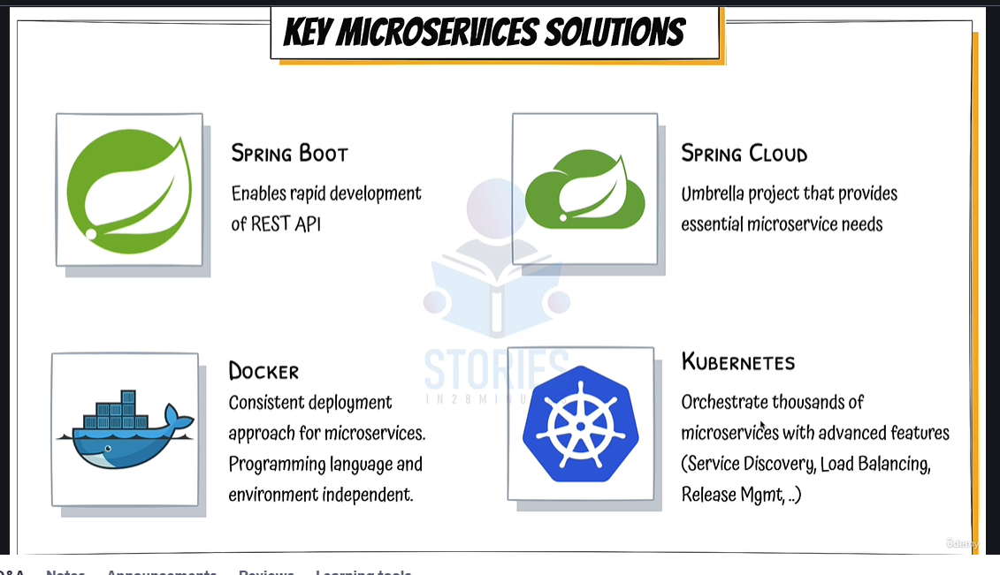 KEY MICROSERVICES SOLUTIONS
SPRING BOOT
Enables rapid development
of REST API
SPRING CLOUD
Umbrella project that provides
essential microservice needs
DOCKER
Consistent deployment
approach for microservices.
Programming language and
environment independent.
KUBERNETES
Orchestrate thousands of
microservices with advanced features
(Service Discovery, Load Balancing,
Release Mgmt, ..)
STORIES
Udemy
Notes Announcements Reviews Learning tools